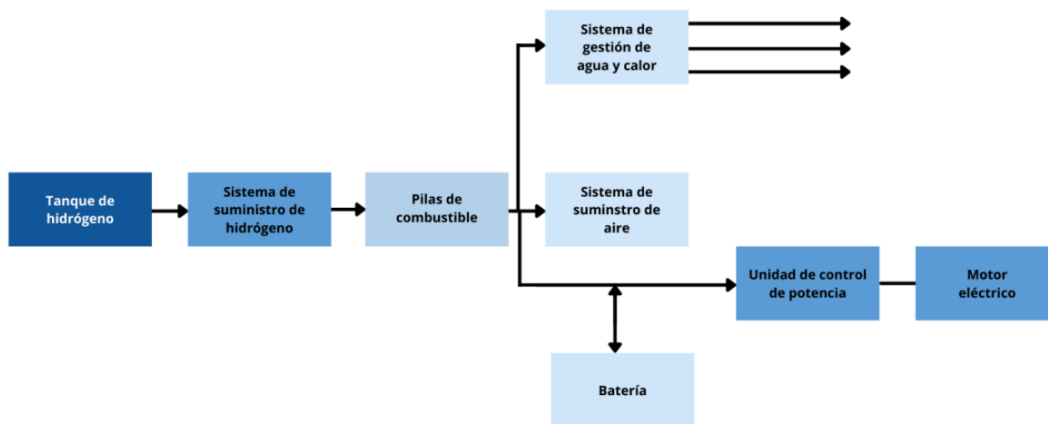 Sistema de
gestión de
agua y calor
Tanque de
hidrógeno
Sistema de
suministro de
hidrógeno
Pilas de
combustible
Sistema de
suminstro de
aire
Unidad de control
de potencia
Motor
eléctrico
Batería